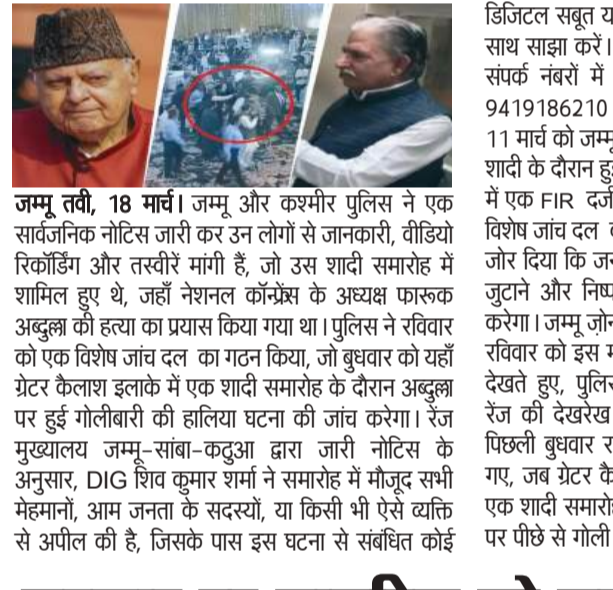 जम्मू तवी, 18 मार्च। जम्मू और कश्मीर पुलिस ने एक
सार्वजनिक नोटिस जारी कर उन लोगों से जानकारी, वीडियो
रिकॉर्डिंग और तस्वीरें मांगी हैं, जो उस शादी समारोह में
शामिल हुए थे, जहाँ नेशनल कॉन्फ्रेंस के अध्यक्ष फारूक
अब्दुल्ला की हत्या का प्रयास किया गया था। पुलिस ने रविवार
को एक विशेष जांच दल का गठन किया, जो बुधवार को यहाँ
ग्रेटर कैलाश इलाके में एक शादी समारोह के दौरान अब्दुल्ला
पर हुई गोलीबारी की हालिया घटना की जांच करेगा। रेंज
मुख्यालय जम्मू-सांबा-कठुआ द्वारा जारी नोटिस के
अनुसार, DIG शिव कुमार शर्मा ने समारोह में मौजूद सभी
मेहमानों, आम जनता के सदस्यों, या किसी भी ऐसे व्यक्ति
से अपील की है, जिसके पास इस घटना से संबंधित कोई
डिजिटल सबूत
साथ साझा करें।
संपर्क नंबरों में
9419186210
11 मार्च को
शादी के दौरान
में एक FIR
विशेष जांच दल
जोर दिया कि
जुटाने और
करेगा। जम्मू
रविवार को इस
देखते हुए,
रेंज की देखरेख
पिछली बुधवार
गए, जब ग्रेटर
एक शादी
पर पीछे से गोली